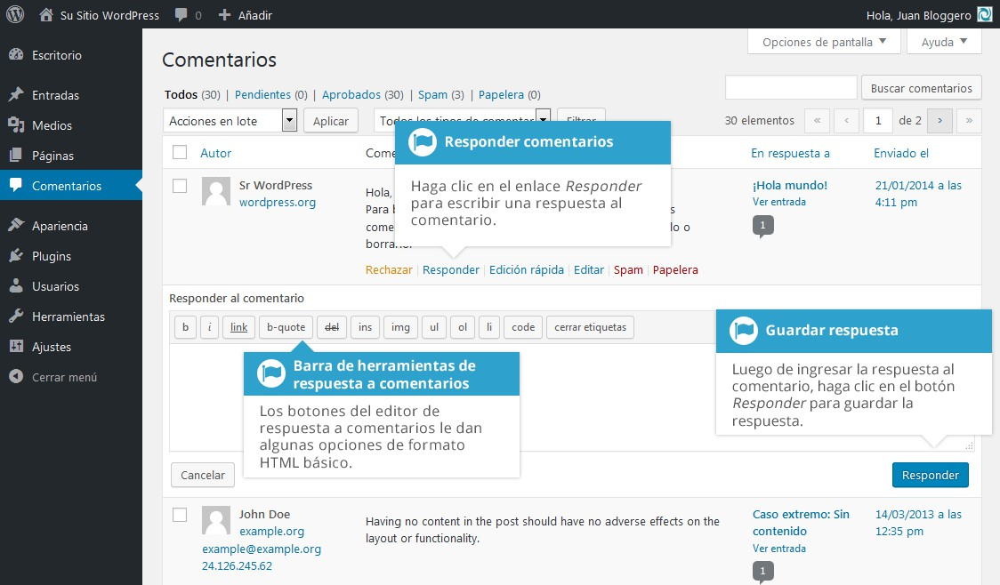 Su Sitio WordPress 0 Añadir Hola, Juan Bloggero
Opciones de pantalla Ayuda
Escritorio
Entradas
Medios
Páginas
Comentarios
Apariencia
Plugins
Usuarios
Herramientas
Ajustes
Cerrar menú
Comentarios
Todos (30) | Pendientes (0) | Aprobados (30) | Spam (3) | Papelera (0)
Buscar comentarios
Acciones en lote Aplicar Todos los tipos de comentar Filtrar 30 elementos « ‹ 1 de 2 › »
Autor En respuesta a Enviado el
Responder comentarios
Haga clic en el enlace Responder
para escribir una respuesta al
comentario.
Sr WordPress
wordpress.org
Hola,
Para
o
¡Hola mundo!
Ver entrada
1
21/01/2014 a las
4:11 pm
Rechazar | Responder | Edición rápida | Editar | Spam | Papelera
Responder al comentario
b i link b-quote del ins img ul ol li code cerrar etiquetas
Barra de herramientas de
respuesta a comentarios
Los botones del editor de
respuesta a comentarios le dan
algunas opciones de formato
HTML básico.
Guardar respuesta
Luego de ingresar la respuesta al
comentario, haga clic en el botón
Responder para guardar la
respuesta.
Cancelar Responder
John Doe
example.org
example@example.org
24.126.245.62
Having no content in the post should have no adverse effects on the
layout or functionality.
Caso extremo: Sin
contenido
Ver entrada
1
14/03/2013 a las
12:35 pm